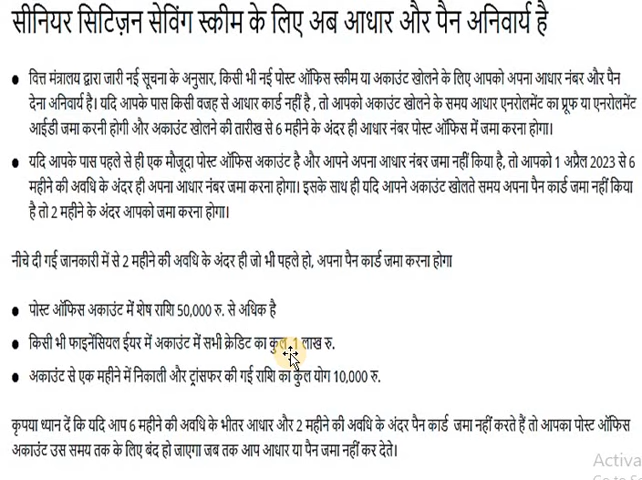 सीनियर सिटिज़न सेविंग स्कीम के लिए अब आधार और पैन अनिवार्य है
● वित्त मंत्रालय द्वारा जारी नई सूचना के अनुसार, किसी भी नई पोस्ट ऑफिस स्कीम या अकाउंट खोलने के लिए आपको अपना आधार नंबर और पैन
देना अनिवार्य है। यदि आपके पास किसी वजह से आधार कार्ड नहीं है , तो आपको अकाउंट खोलने के समय आधार एनरोलमेंट का प्रूफ या एनरोलमेंट
आईडी जमा करनी होगी और अकाउंट खोलने की तारीख से 6 महीने के अंदर ही आधार नंबर पोस्ट ऑफिस में जमा करना होगा।
● यदि आपके पास पहले से ही एक मौजूदा पोस्ट ऑफिस अकाउंट है और आपने अपना आधार नंबर जमा नहीं किया है, तो आपको 1 अप्रैल 2023 से 6
महीने की अवधि के अंदर ही अपना आधार नंबर जमा करना होगा। इसके साथ ही यदि आपने अकाउंट खोलते समय अपना पैन कार्ड जमा नहीं किया
है तो 2 महीने के अंदर आपको जमा करना होगा।
नीचे दी गई जानकारी में से 2 महीने की अवधि के अंदर ही जो भी पहले हो, अपना पैन कार्ड जमा करना होगा
● पोस्ट ऑफिस अकाउंट में शेष राशि 50,000 रु. से अधिक है
● किसी भी फाइनेंसियल ईयर में अकाउंट में सभी क्रेडिट का कुल 1 लाख रु.
● अकाउंट से एक महीने में निकाली और ट्रांसफर की गई राशि का कुल योग 10,000 रु.
कृपया ध्यान दें कि यदि आप 6 महीने की अवधि के भीतर आधार और 2 महीने की अवधि के अंदर पैन कार्ड जमा नहीं करते हैं तो आपका पोस्ट ऑफिस
अकाउंट उस समय तक के लिए बंद हो जाएगा जब तक आप आधार या पैन जमा नहीं कर देते।
Activa